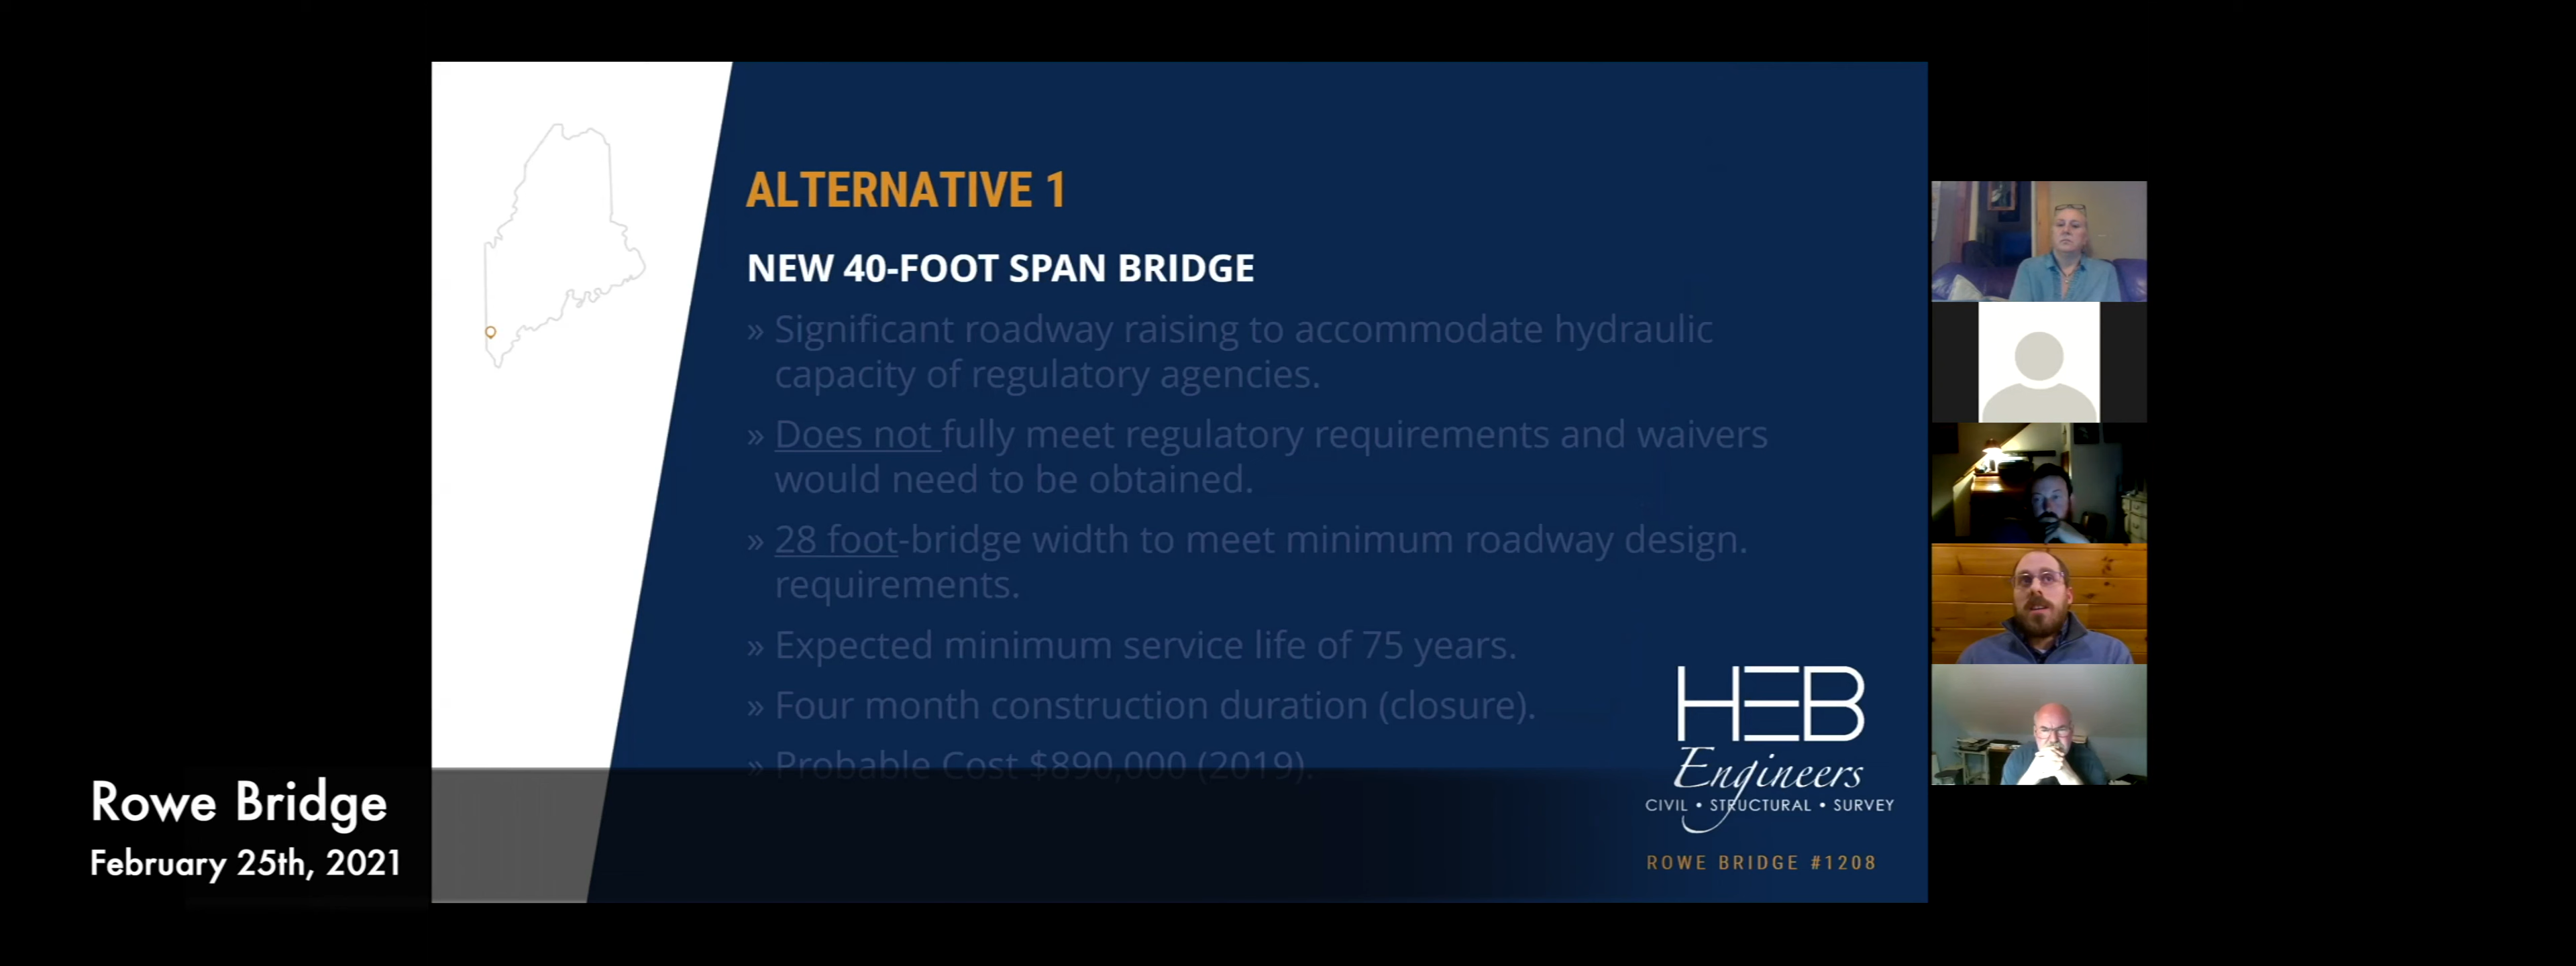 ALTERNATIVE 1
NEW 40-FOOT SPAN BRIDGE
» Significant roadway raising to accommodate hydraulic
capacity of regulatory agencies.
» Does not fully meet regulatory requirements and waivers
would need to be obtained.
» 28 foot-bridge width to meet minimum roadway design.
requirements.
» Expected minimum service life of 75 years.
» Four month construction duration (closure).
» Probable Cost $890,000 (2019).
HEB
Engineers
CIVIL • STRUCTURAL • SURVEY
ROWE BRIDGE #1208
Rowe Bridge
February 25th, 2021